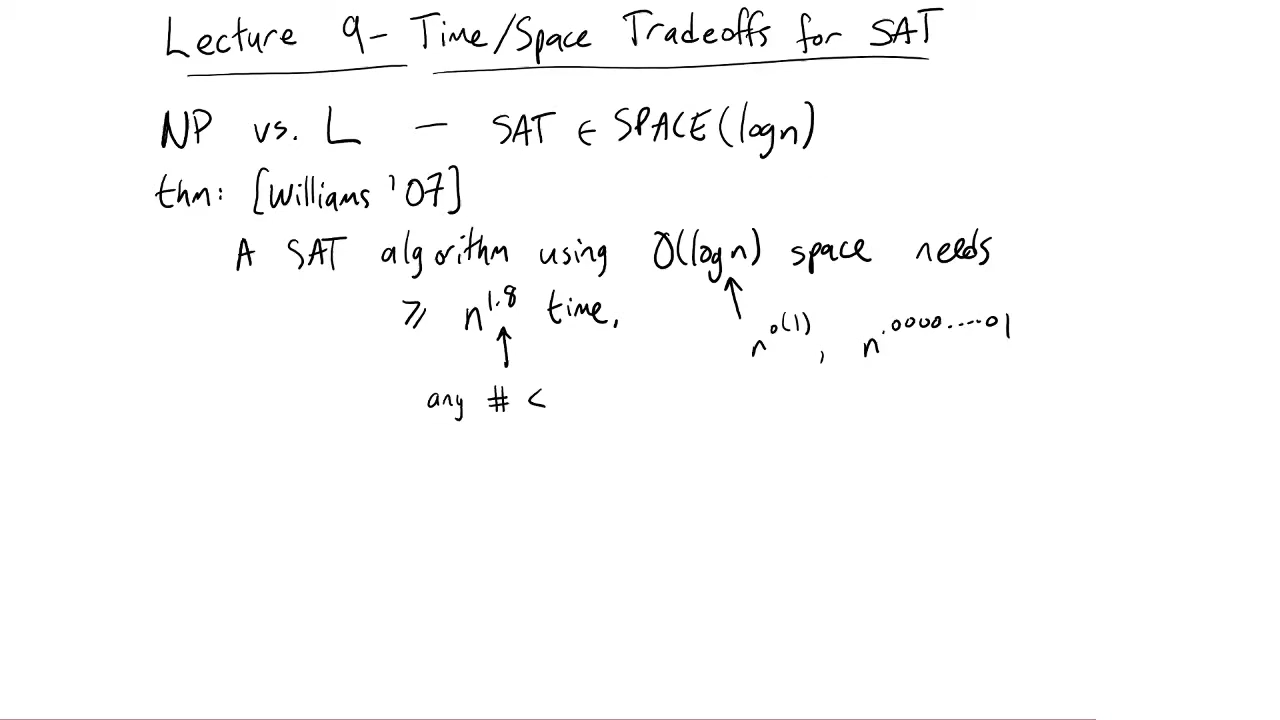 Lecture 9- Time/Space Tradeoffs for SAT
NP vs. L — SAT ∈ SPACE(log n)
thm: [Williams '07]
A SAT algorithm using O(log n) space needs
≥ n^1.8 time.
n^o(1), n^.0000....01
any # <